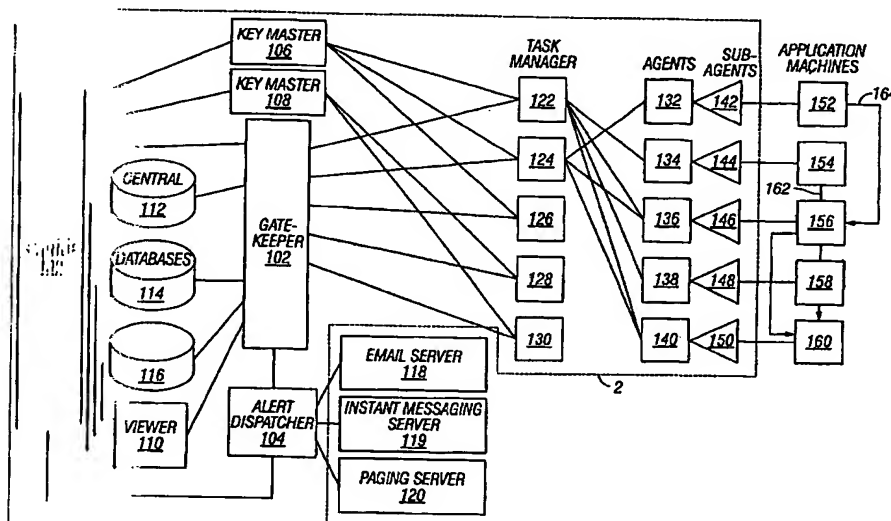 KEY MASTER
106
KEY MASTER
108
TASK
MANAGER
AGENTS
SUB-
AGENTS
APPLICATION
MACHINES
164
122
132
142
152
CENTRAL
112
GATE-
KEEPER
102
124
134
144
154
162
126
136
146
156
DATABASES
114
128
138
148
158
116
130
140
150
160
2
VIEWER
110
ALERT
DISPATCHER
104
EMAIL SERVER
118
INSTANT MESSAGING
SERVER
119
PAGING SERVER
120